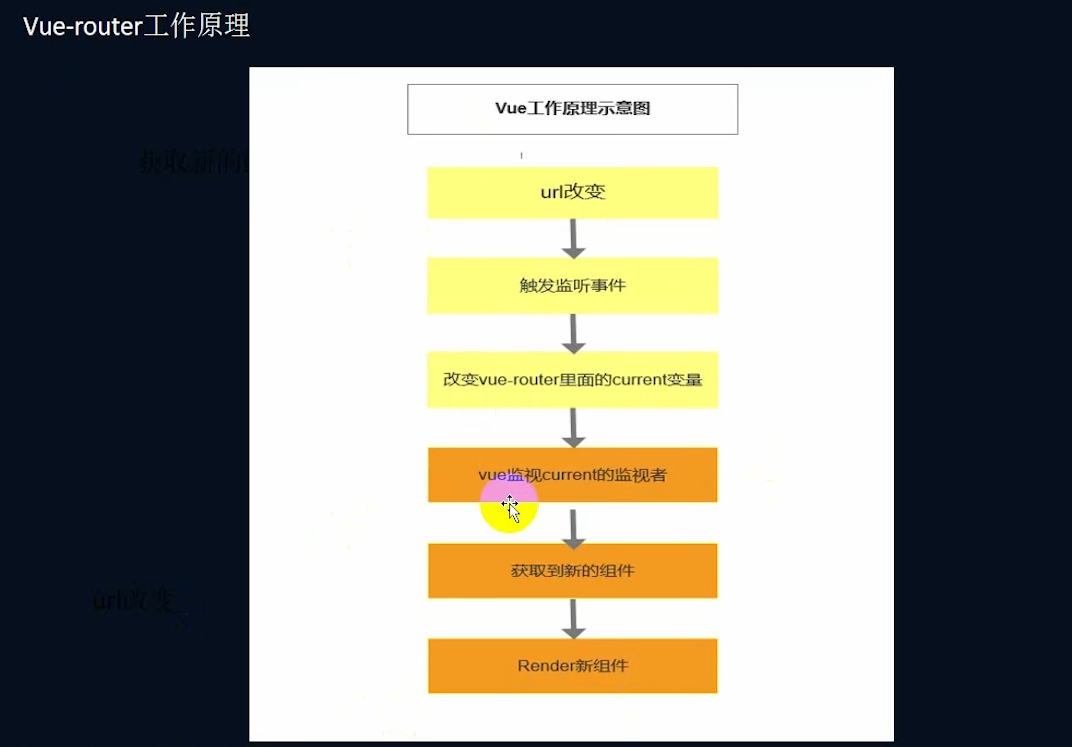 Vue-router工作原理
Vue工作原理示意图
url改变
触发监听事件
改变vue-router里面的current变量
vue监视current的监视者
获取到新的组件
Render新组件
获取新的
url改变